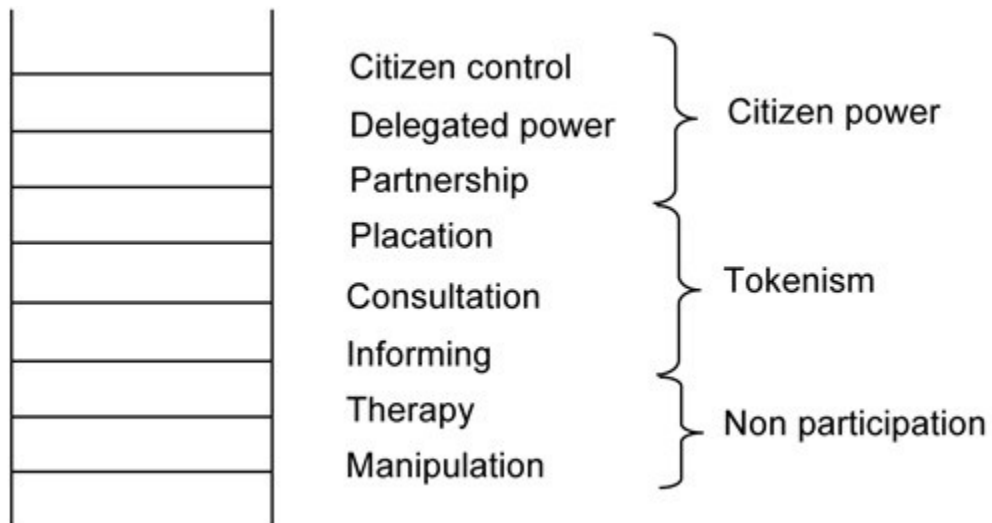 Citizen control
Delegated power
Partnership
Placation
Consultation
Informing
Therapy
Manipulation
Citizen power
Tokenism
Non participation